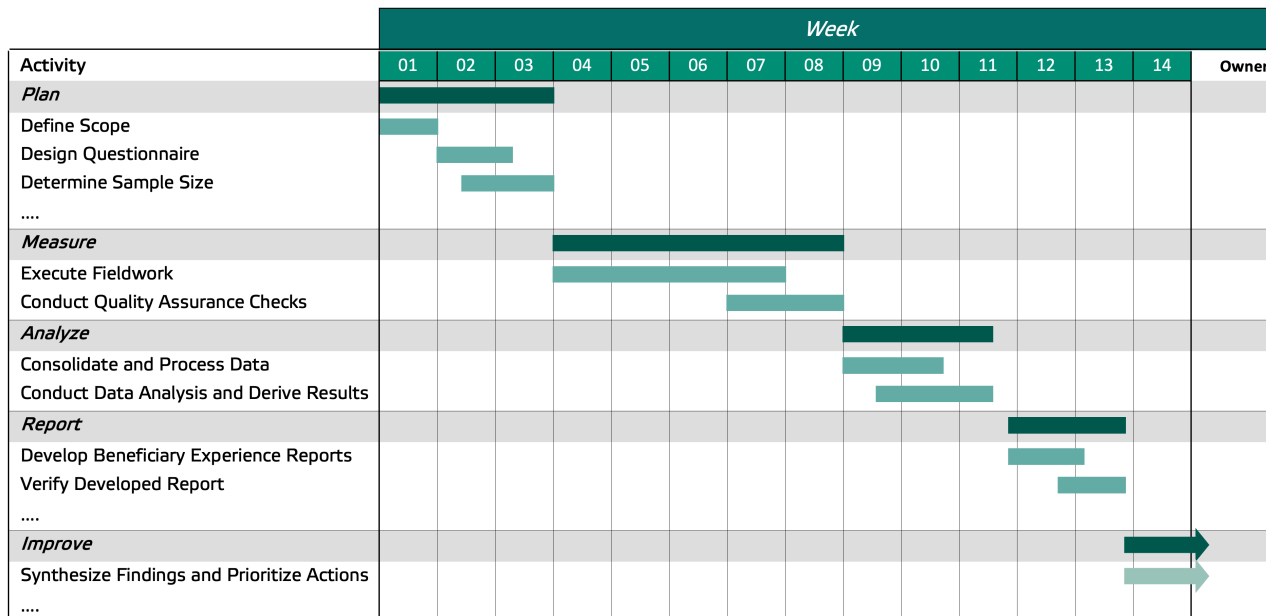 Week
Activity 01 02 03 04 05 06 07 08 09 10 11 12 13 14 Owner
Plan
Define Scope
Design Questionnaire
Determine Sample Size
....
Measure
Execute Fieldwork
Conduct Quality Assurance Checks
Analyze
Consolidate and Process Data
Conduct Data Analysis and Derive Results
Report
Develop Beneficiary Experience Reports
Verify Developed Report
....
Improve
Synthesize Findings and Prioritize Actions
....